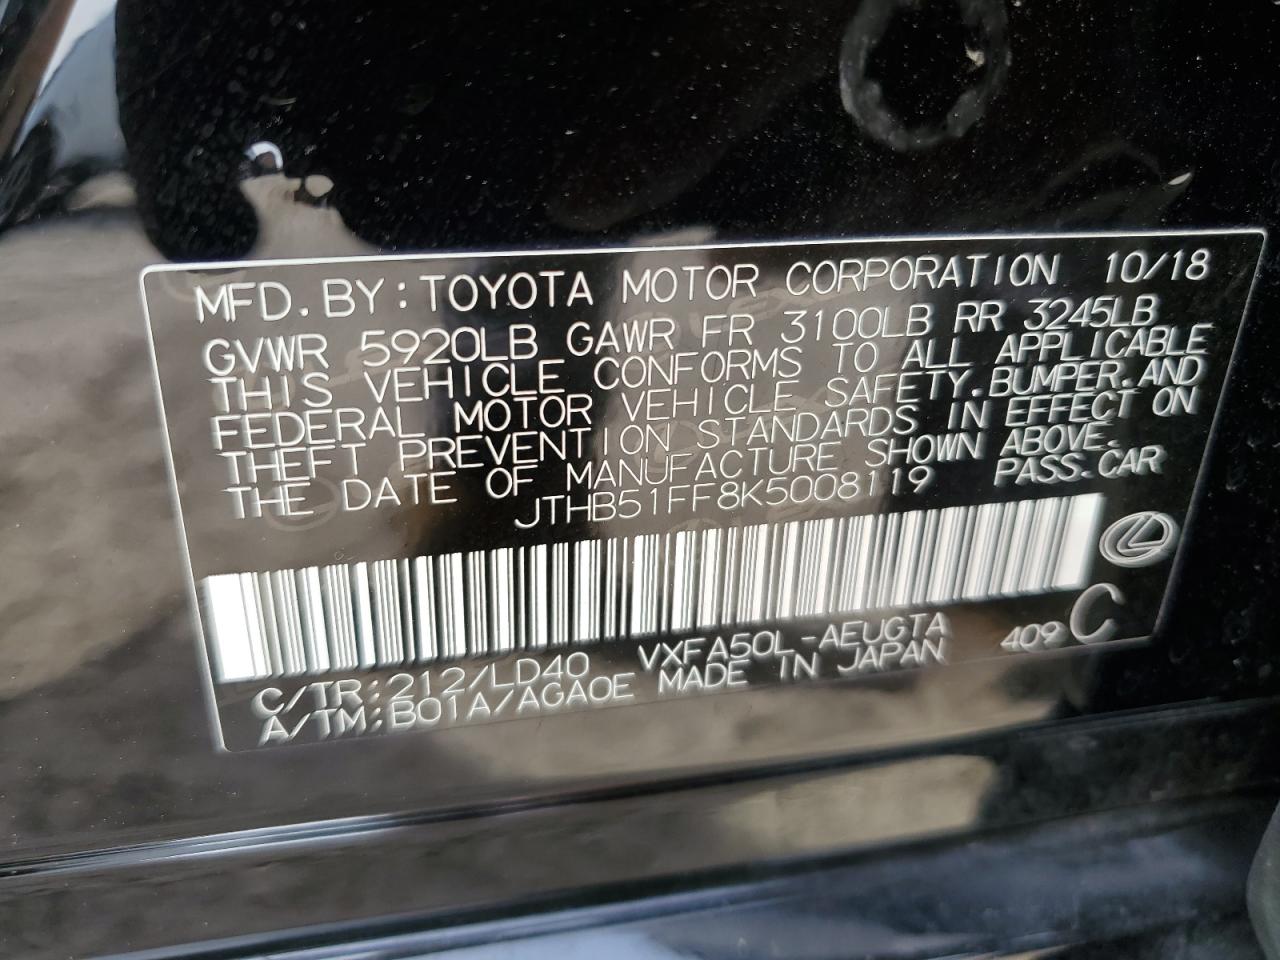 MFD. BY: TOYOTA MOTOR CORPORATION 10/18
GVWR 5920LB GAWR FR 3100LB RR 3245LB
THIS VEHICLE CONFORMS TO ALL APPLICABLE
FEDERAL MOTOR VEHICLE SAFETY, BUMPER, AND
THEFT PREVENTION STANDARDS IN EFFECT ON
THE DATE OF MANUFACTURE SHOWN ABOVE.
JTHB51FF8K5008119 PASS. CAR
C/TR: 212/LD40 VXFA50L-AEUGTA 409 C
A/TM: B01A/AGA0E MADE IN JAPAN